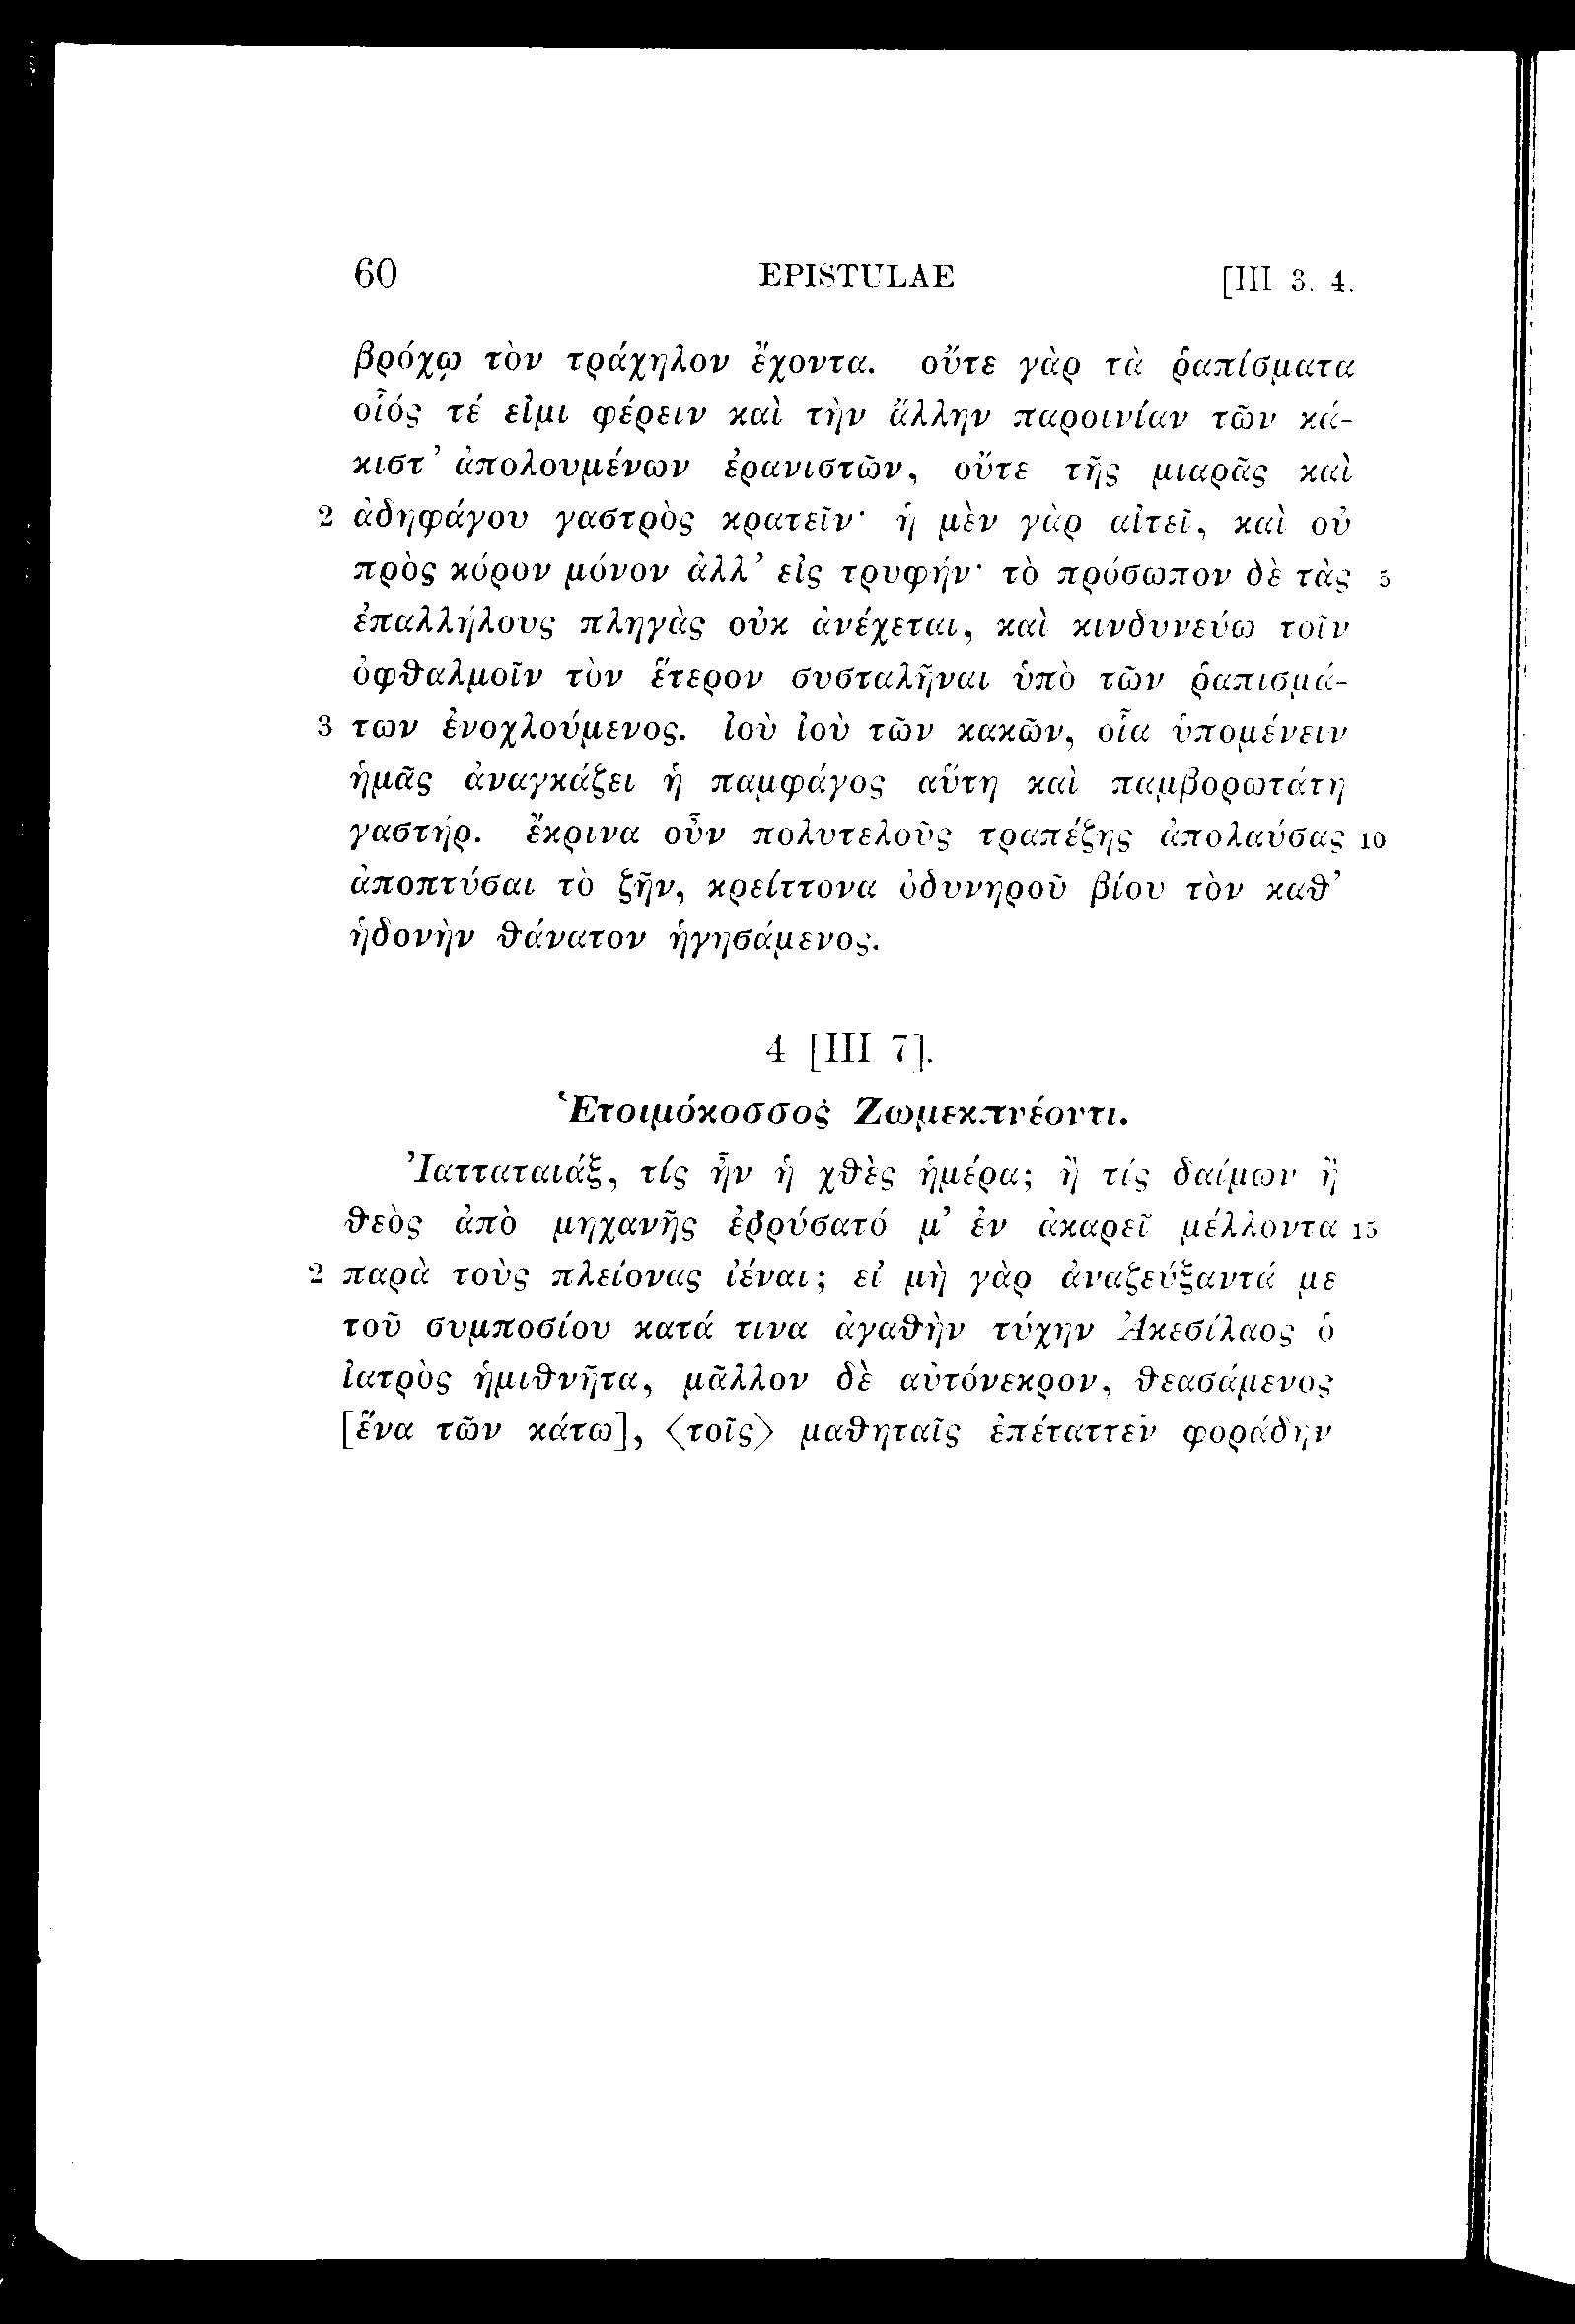 60 EPISTULAE [III 3. 4.
βρόχῳ τὸν τράχηλον ἔχοντα. οὔτε γὰρ τὰ ῥαπίσματα
οἷός τέ εἰμι φέρειν καὶ τὴν ἄλλην παροινίαν τῶν κά-
κιστ’ ἀπολουμένων ἐρανιστῶν, οὔτε τῆς μιαρᾶς καὶ
2 ἀδηφάγου γαστρὸς κρατεῖν· ἡ μὲν γὰρ αἰτεῖ, καὶ οὐ
πρὸς κόρον μόνον ἀλλ’ εἰς τρυφήν· τὸ πρόσωπον δὲ τὰς 5
ἐπαλλήλους πληγὰς οὐκ ἀνέχεται, καὶ κινδυνεύω τοῖν
ὀφθαλμοῖν τὸν ἕτερον συσταλῆναι ὑπὸ τῶν ῥαπισμά-
3 των ἐνοχλούμενος. ἰοὺ ἰοὺ τῶν κακῶν, οἷα ὑπομένειν
ἡμᾶς ἀναγκάζει ἡ παμφάγος αὕτη καὶ παμβορωτάτη
γαστήρ. ἔκρινα οὖν πολυτελοῦς τραπέζης ἀπολαύσας 10
ἀποπτύσαι τὸ ζῆν, κρείττονα ὀδυνηροῦ βίου τὸν καθ’
ἡδονὴν θάνατον ἡγησάμενος.
4 [III 7].
Ἑτοιμόκοσσος Ζωμεκπνέοντι.
Ἰατταταιάξ, τίς ἦν ἡ χθὲς ἡμέρα; ἢ τίς δαίμων ἢ
θεὸς ἀπὸ μηχανῆς ἐρρύσατό μ’ ἐν ἀκαρεῖ μέλλοντα 15
2 παρὰ τοὺς πλείονας ἰέναι; εἰ μὴ γὰρ ἀναζεύξαντά με
τοῦ συμποσίου κατά τινα ἀγαθὴν τύχην Ἀκεσίλαος ὁ
ἰατρὸς ἡμιθνῆτα, μᾶλλον δὲ αὐτόνεκρον, θεασάμενος
[ἕνα τῶν κάτω], ⟨τοῖς⟩ μαθηταῖς ἐπέταττεν φοράδην